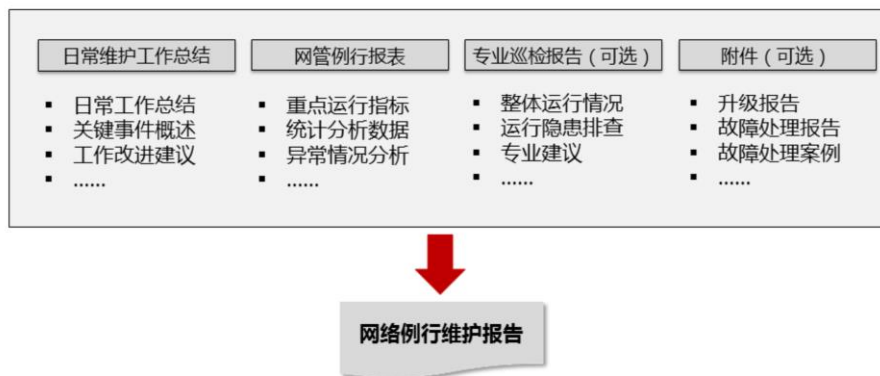 日常维护工作总结
日常工作总结
关键事件概述
工作改进建议
......
网管例行报表
重点运行指标
统计分析数据
异常情况分析
......
专业巡检报告（可选）
整体运行情况
运行隐患排查
专业建议
......
附件（可选）
升级报告
故障处理报告
故障处理案例
......
网络例行维护报告